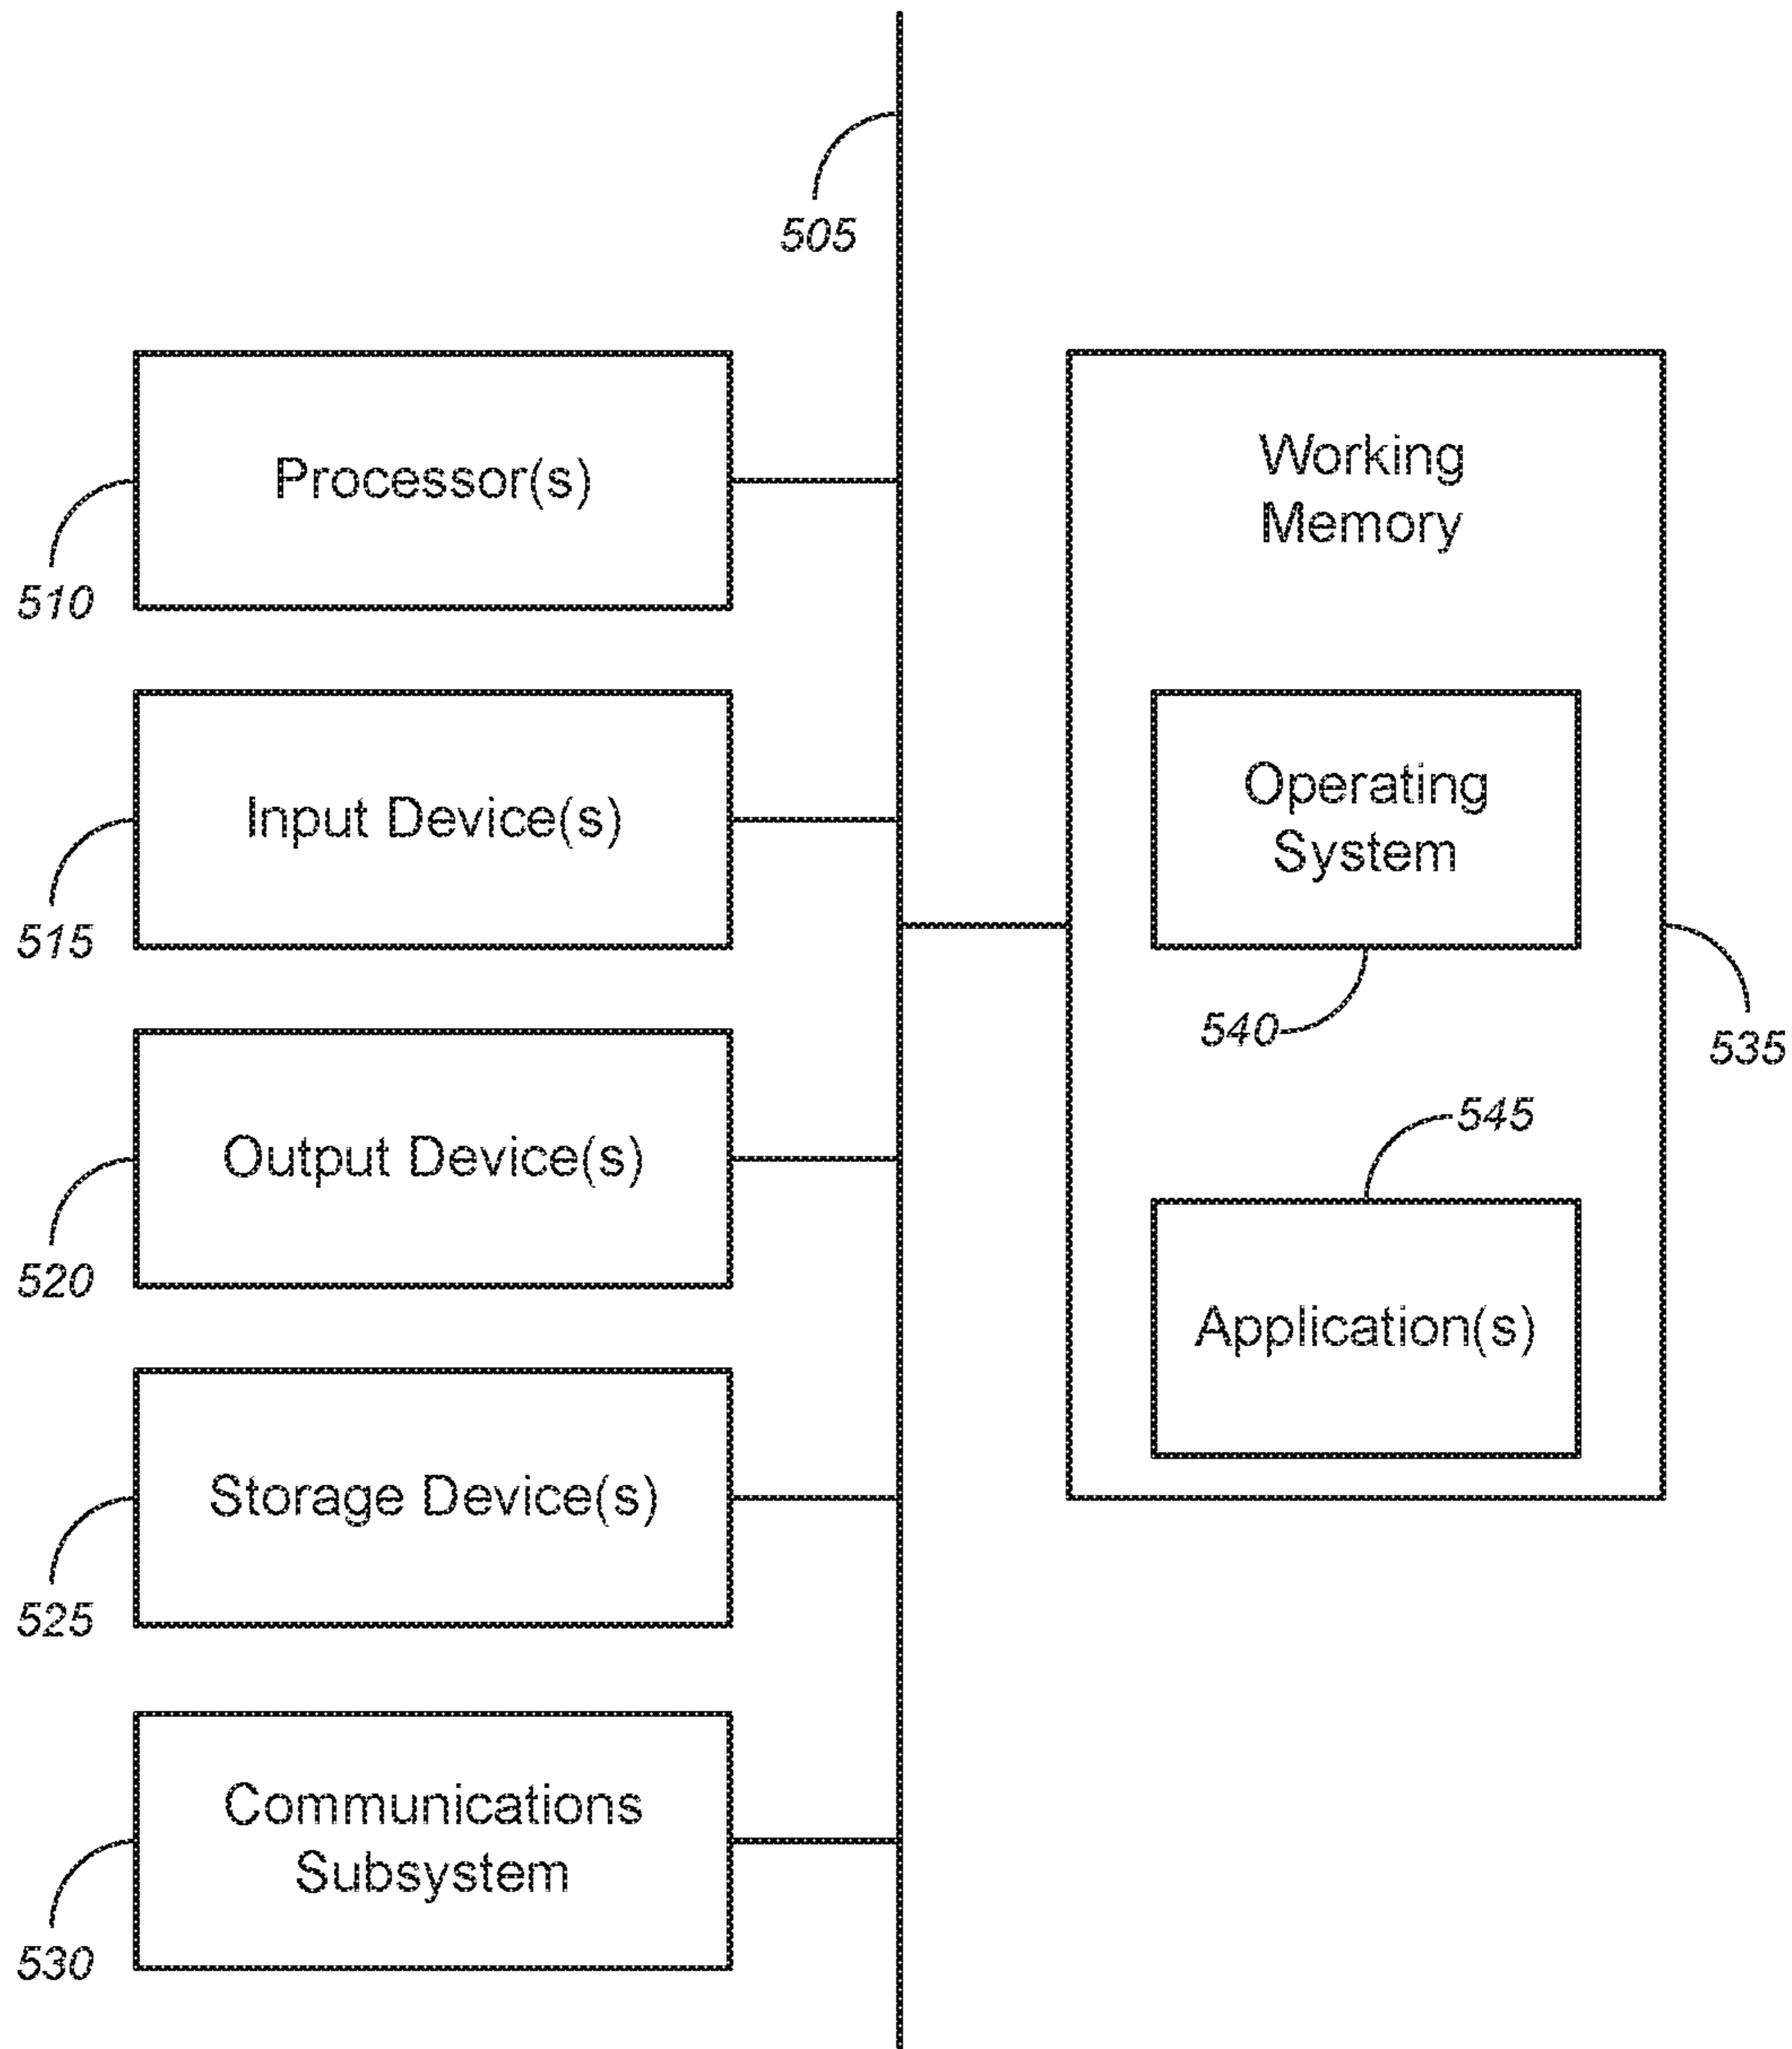 505
Processor(s)
510
Input Device(s)
515
Output Device(s)
520
Storage Device(s)
525
Communications
Subsystem
530
Working
Memory
Operating
System
540
535
545
Application(s)